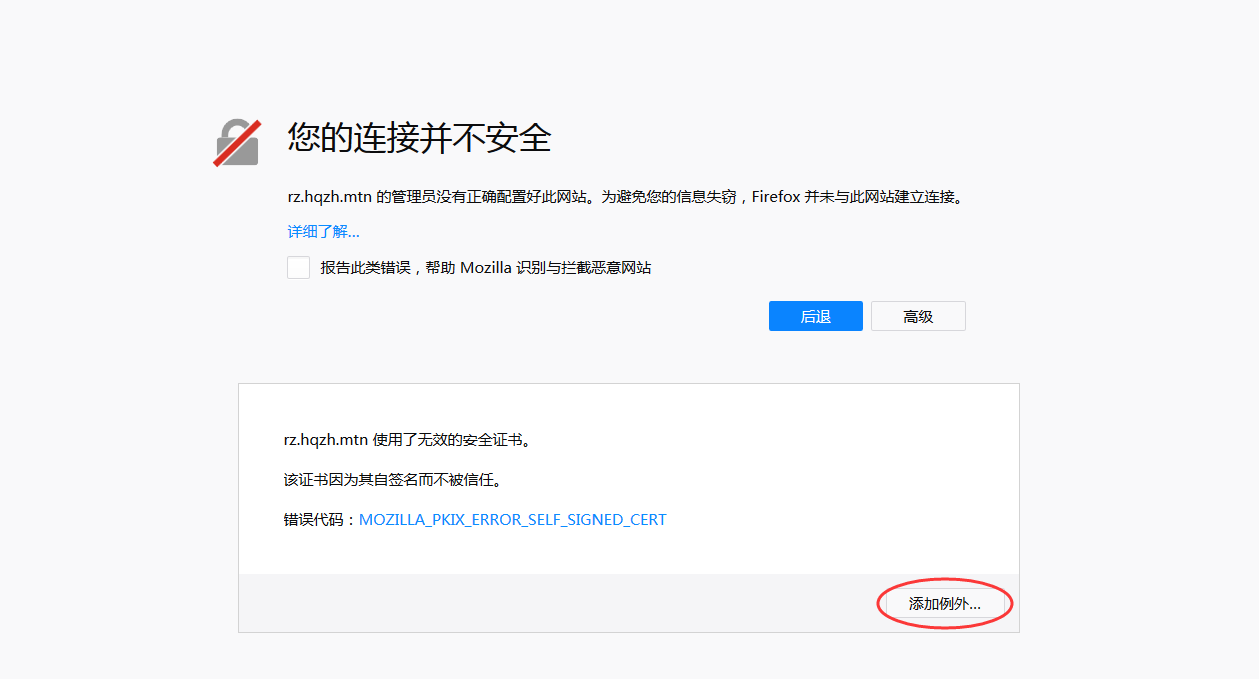 您的连接并不安全
rz.hqzh.mtn 的管理员没有正确配置好此网站。为避免您的信息失窃，Firefox 并未与此网站建立连接。
详细了解...
报告此类错误，帮助 Mozilla 识别与拦截恶意网站
后退 高级
rz.hqzh.mtn 使用了无效的安全证书。
该证书因为其自签名而不被信任。
错误代码：MOZILLA_PKIX_ERROR_SELF_SIGNED_CERT
添加例外...